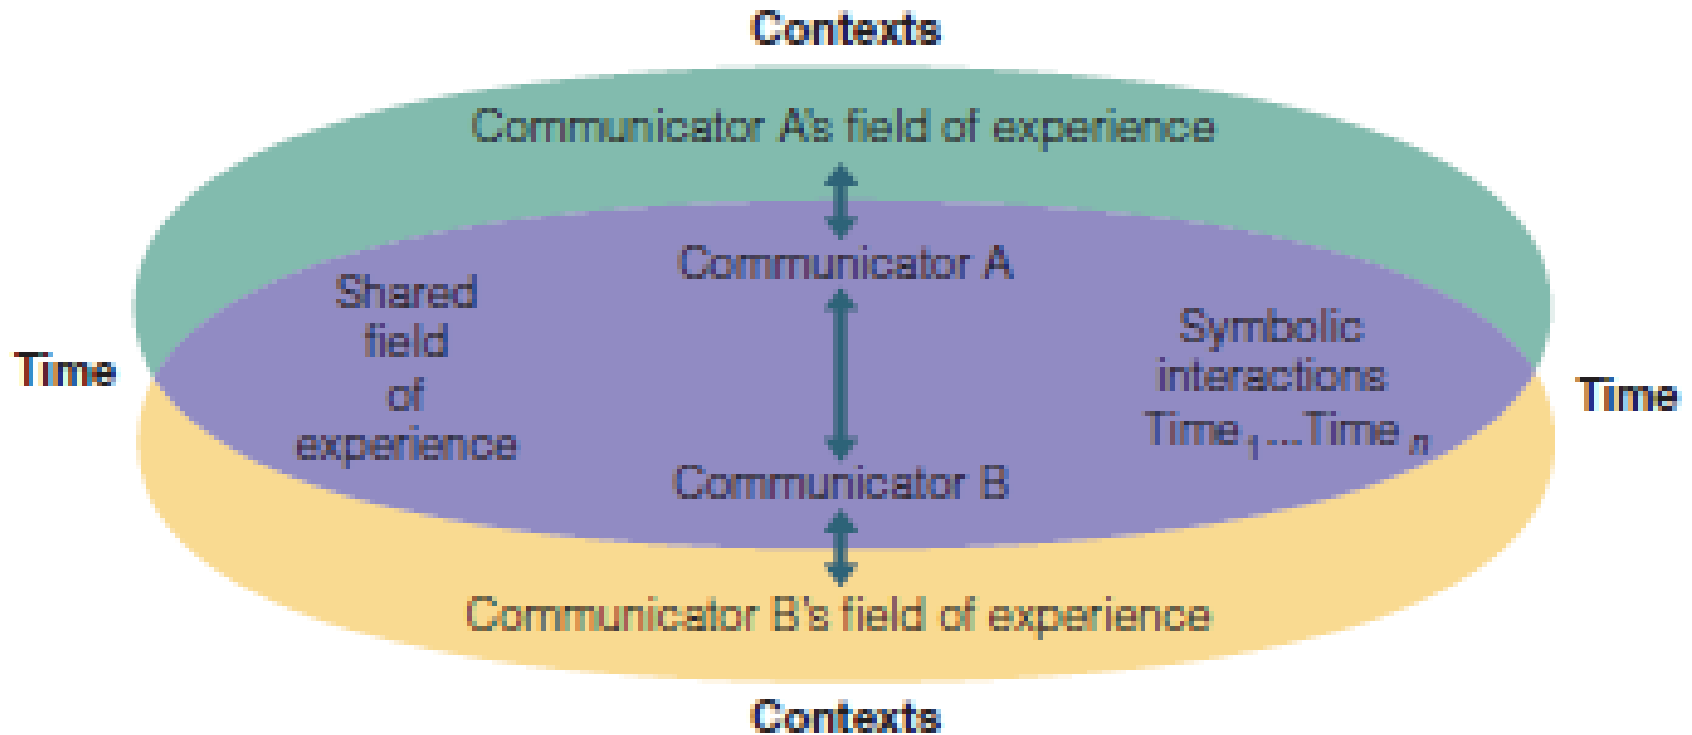 Contexts
Communicator A's field of experience
Communicator A
Shared
field
of
experience
Symbolic
interactions
Time 1 ...Time n
Time
Time
Communicator B
Communicator B's field of experience
Contexts